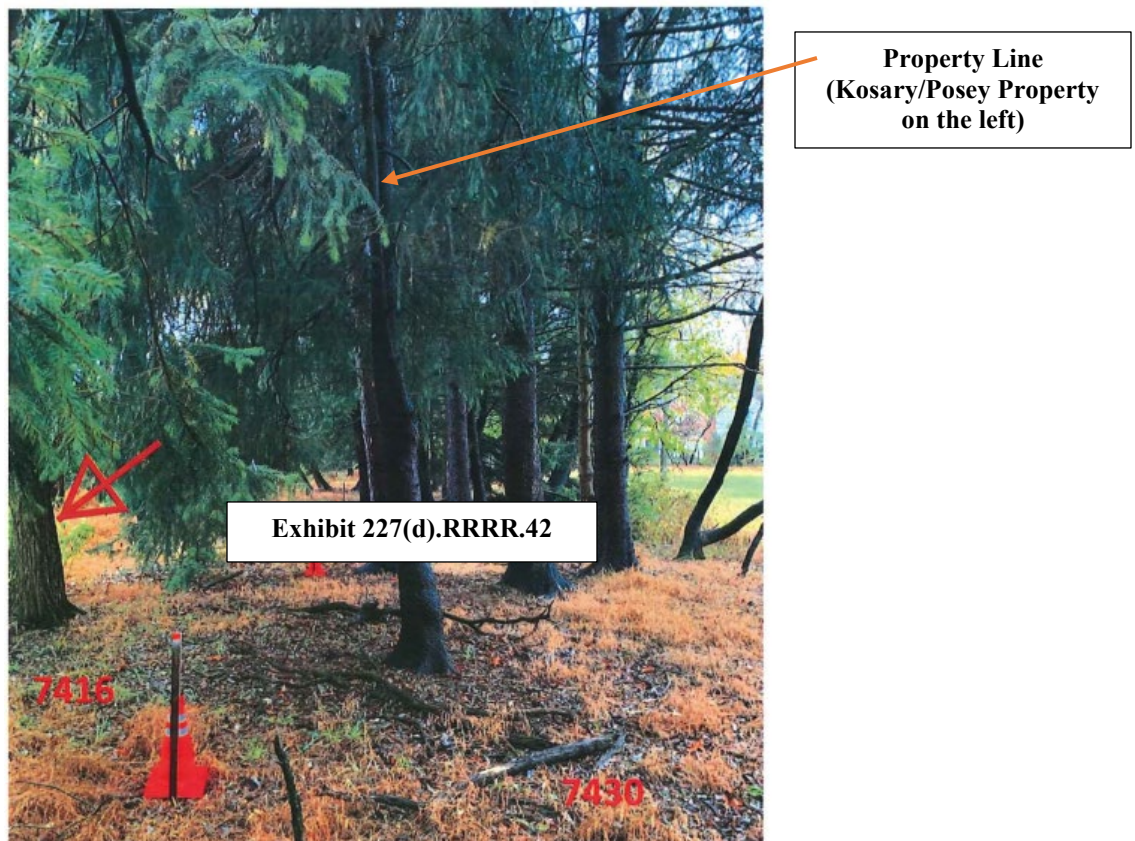 Property Line
(Kosary/Posey Property
on the left)
Exhibit 227(d).RRRR.42
7416
7430